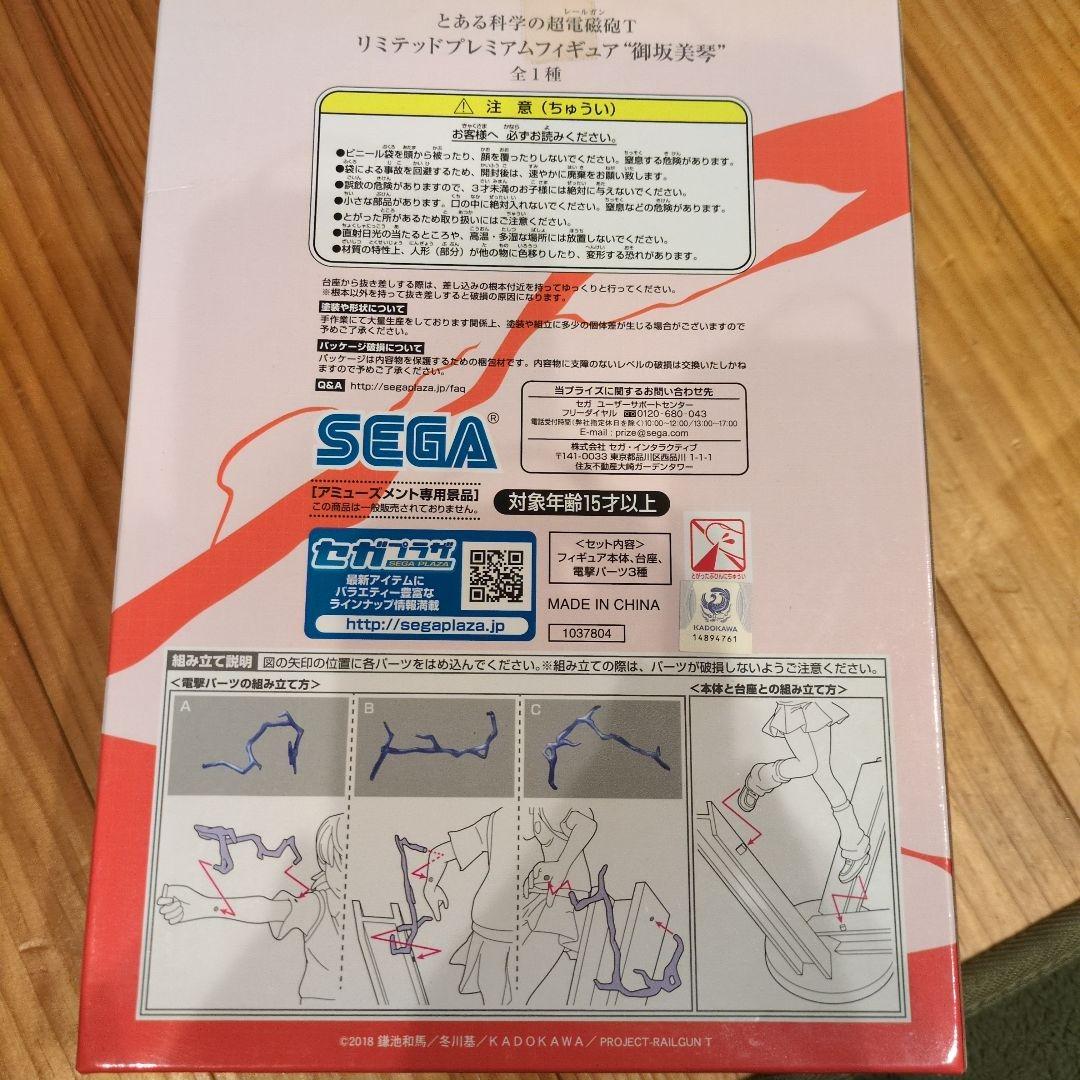 とある科学の超電磁砲T
レールガン
リミテッドプレミアムフィギュア“御坂美琴”
全1種
⚠ 注意(ちゅうい)
お客様へ 必ずお読みください。
●ビニール袋を頭から被ったり、顔を覆ったりしないでください。窒息する危険があります。
●袋による事故を回避するため、開封後は、速やかに廃棄をお願い致します。
●誤飲の危険がありますので、3才未満のお子様には絶対に与えないでください。
●小さな部品があります。口の中に絶対入れないでください。窒息などの危険があります。
●とがった所があるため取り扱いにはご注意ください。
●直射日光の当たるところや、高温・多湿な場所には放置しないでください。
●材質の特性上、人形(部分)が他の物に色移りしたり、変形する恐れがあります。
台座から抜き差しする際は、差し込みの根本付近を持ってゆっくりと行ってください。
※根本以外を持って抜き差しすると破損の原因になります。
塗装や形状について
手作業にて大量生産をしております関係上、塗装や組立に多少の個体差が生じる場合がございますので
予めご了承ください。
パッケージ破損について
パッケージは内容物を保護するための梱包材です。内容物に支障のないレベルの破損は交換いたしかね
ますので予めご了承ください。
Q&A http://segaplaza.jp/faq
SEGA®
当プライズに関するお問い合わせ先
セガ ユーザーサポートセンター
フリーダイヤル 0120-680-043
電話受付時間(弊社指定休日を除く)10:00~12:00/13:00~17:00
E-mail : prize@sega.com
株式会社 セガ・インタラクティブ
〒141-0033 東京都品川区西品川 1-1-1
住友不動産大崎ガーデンタワー
[アミューズメント専用景品]
この商品は一般販売されておりません。
対象年齢15才以上
セガプラザ
SEGA PLAZA
最新アイテムに
バラエティー豊富な
ラインナップ情報満載
http://segaplaza.jp
<セット内容>
フィギュア本体、台座、
電撃パーツ3種
MADE IN CHINA
1037804
とがったぶひんにちゅうい
KADOKAWA
14894761
組み立て説明 図の矢印の位置に各パーツをはめ込んでください。※組み立ての際は、パーツが破損しないようご注意ください。
<電撃パーツの組み立て方>
<本体と台座との組み立て方>
A
B
C
©2018 鎌池和馬/冬川基/KADOKAWA/PROJECT-RAILGUN T